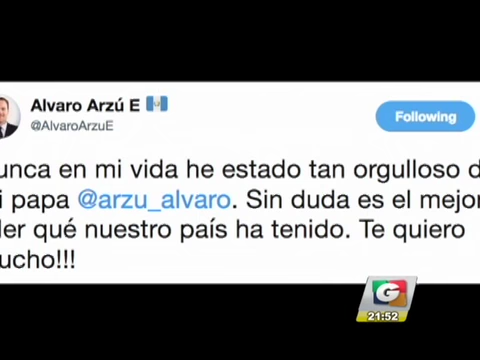 Alvaro Arzú E
@AlvaroArzuE
Following
unca en mi vida he estado tan orgulloso d
i papa @arzu_alvaro. Sin duda es el mejor
der qué nuestro país ha tenido. Te quiero
ucho!!!
G
21:52